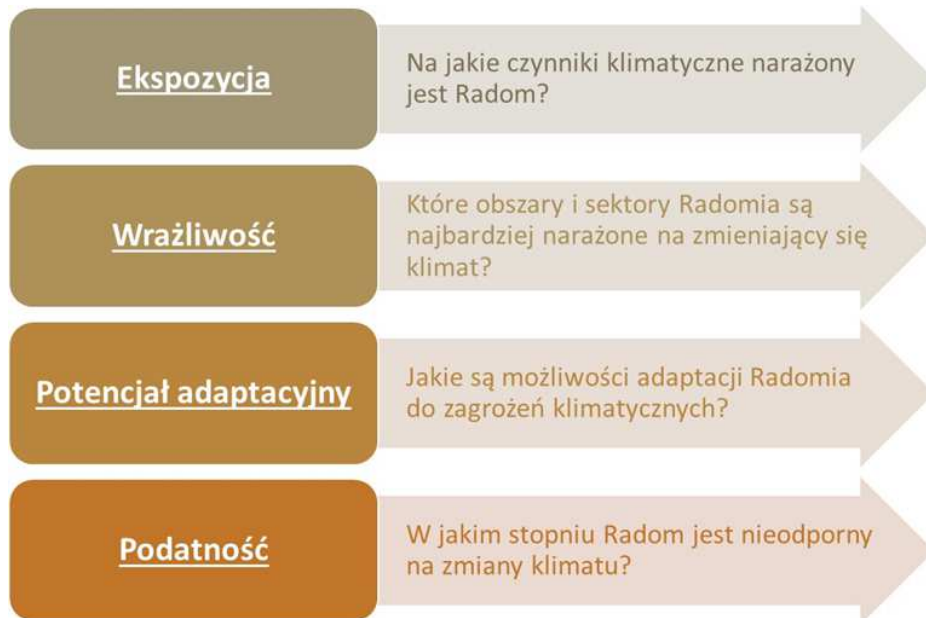 Ekspozycja
Na jakie czynniki klimatyczne narażony
jest Radom?
Wrażliwość
Które obszary i sektory Radomia są
najbardziej narażone na zmieniający się
klimat?
Potencjał adaptacyjny
Jakie są możliwości adaptacji Radomia
do zagrożeń klimatycznych?
Podatność
W jakim stopniu Radom jest nieodporny
na zmiany klimatu?